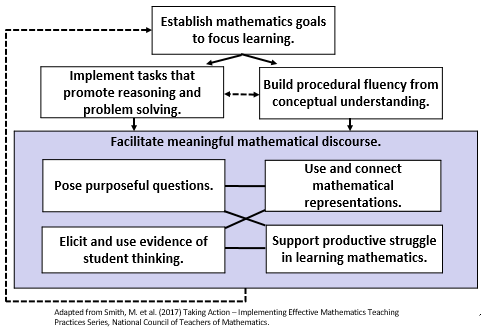 Establish mathematics goals
to focus learning.
Implement tasks that
promote reasoning and
problem solving.
Build procedural fluency from
conceptual understanding.
Facilitate meaningful mathematical discourse.
Pose purposeful questions.
Use and connect
mathematical
representations.
Elicit and use evidence of
student thinking.
Support productive struggle
in learning mathematics.
Adapted from Smith, M. et al. (2017) Taking Action – Implementing Effective Mathematics Teaching
Practices Series, National Council of Teachers of Mathematics.